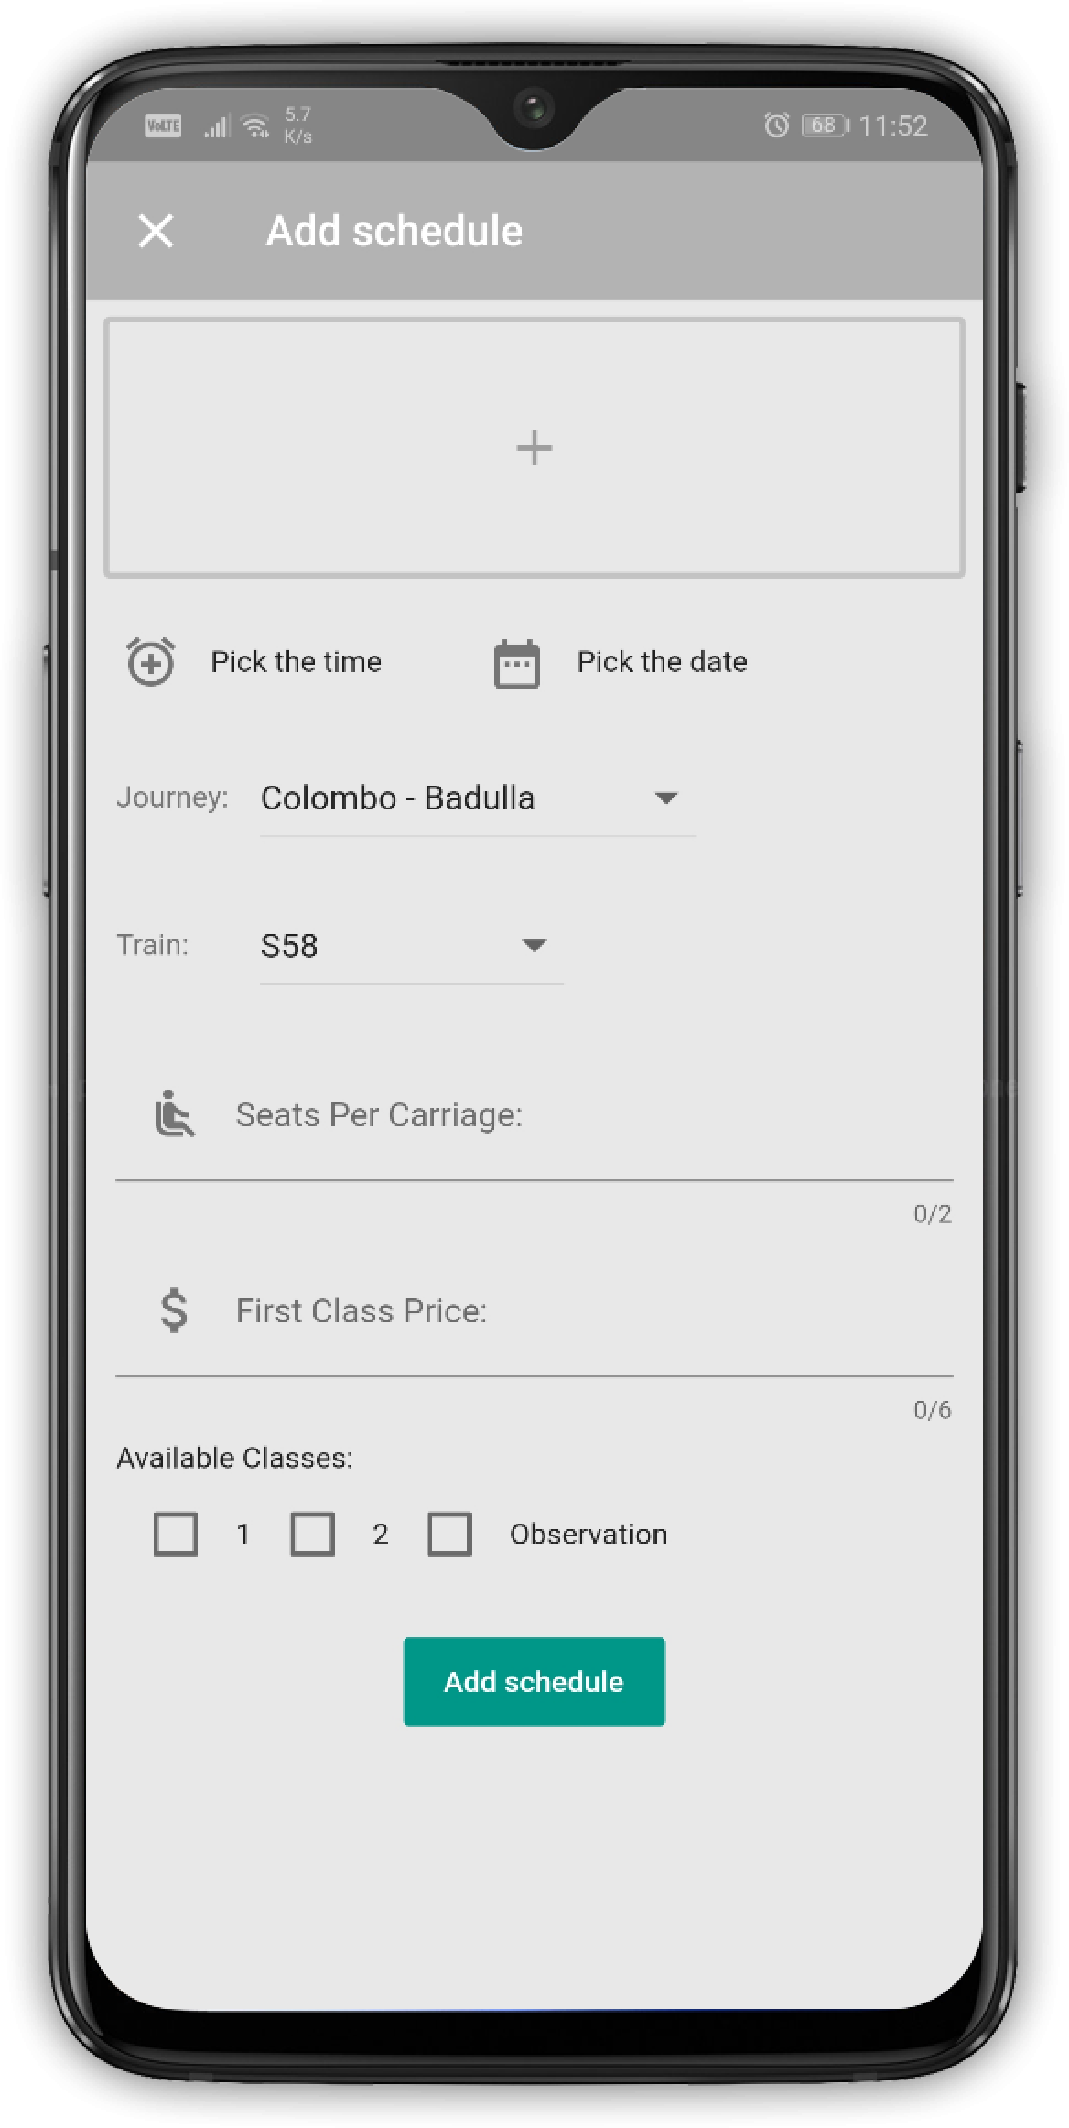 VoLTE 5.7 K/s 68 11:52
Add schedule
Pick the time Pick the date
Journey: Colombo - Badulla
Train: S58
Seats Per Carriage:
0/2
$ First Class Price:
0/6
Available Classes:
1 2 Observation
Add schedule